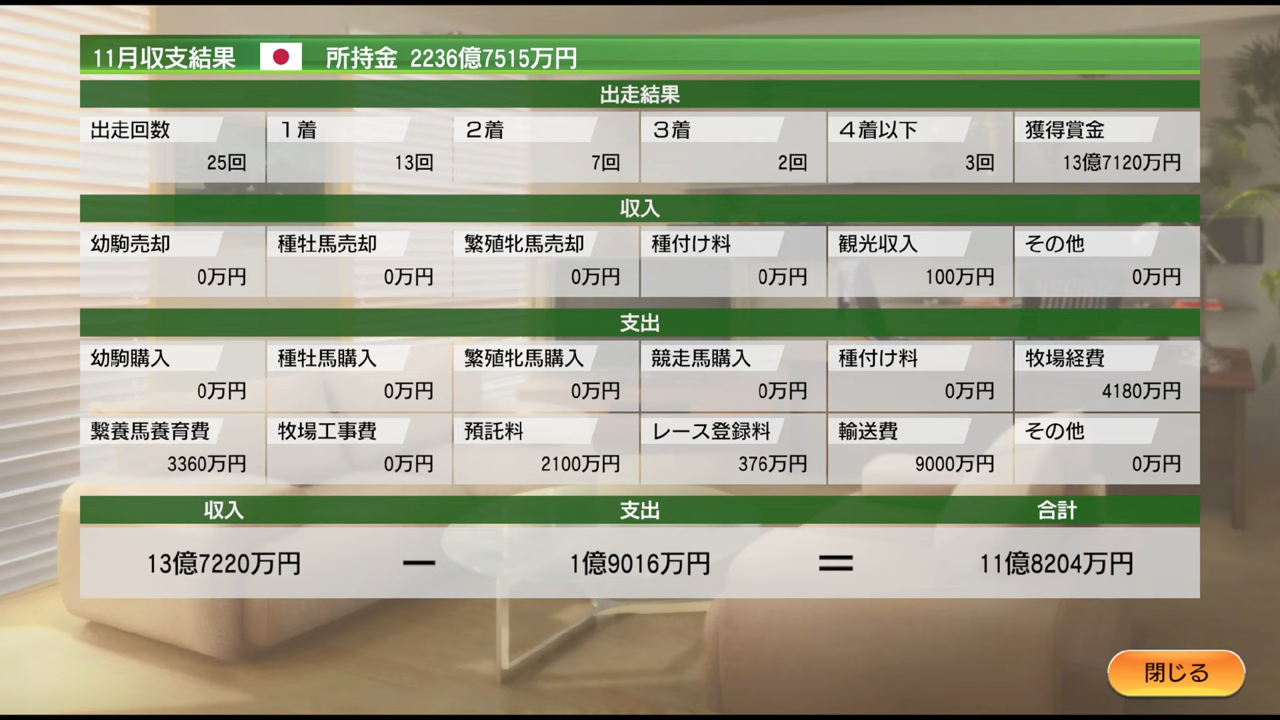 11月収支結果 所持金 2236億7515万円
出走結果
出走回数 1着 2着 3着 4着以下 獲得賞金
25回 13回 7回 2回 3回 13億7120万円
収入
幼駒売却 種牡馬売却 繁殖牝馬売却 種付け料 観光収入 その他
0万円 0万円 0万円 0万円 100万円 0万円
支出
幼駒購入 種牡馬購入 繁殖牝馬購入 競走馬購入 種付け料 牧場経費
0万円 0万円 0万円 0万円 0万円 4180万円
繋養馬養育費 牧場工事費 預託料 レース登録料 輸送費 その他
3360万円 0万円 2100万円 376万円 9000万円 0万円
収入 支出 合計
13億7220万円 ー 1億9016万円 = 11億8204万円
閉じる